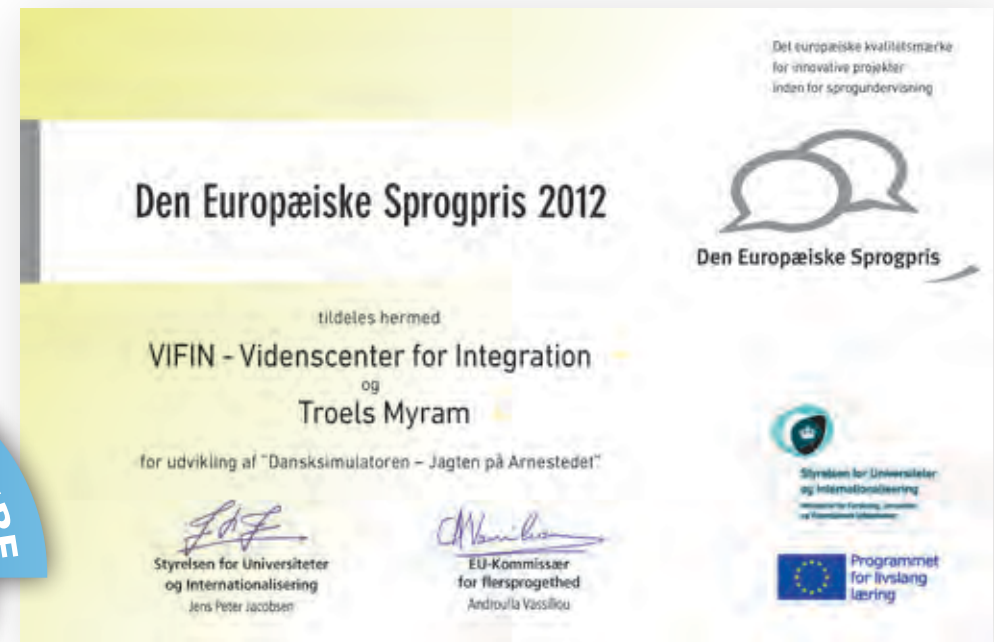 Det europæiske kvalitetsmærke
for innovative projekter
inden for sprogundervisning
Den Europæiske Sprogpris 2012
Den Europæiske Sprogpris
tildeles hermed
VIFIN - Videnscenter for Integration
og
Troels Myram
for udvikling af "Dansksimulatoren – Jagten på Arnestedet".
Styrelsen for Universiteter
og Internationalisering
Jens Peter Jacobsen
EU-Kommissær
for flersprogethed
Androulla Vassiliou
Styrelsen for Universiteter
og Internationalisering
Programmet
for livslang
læring